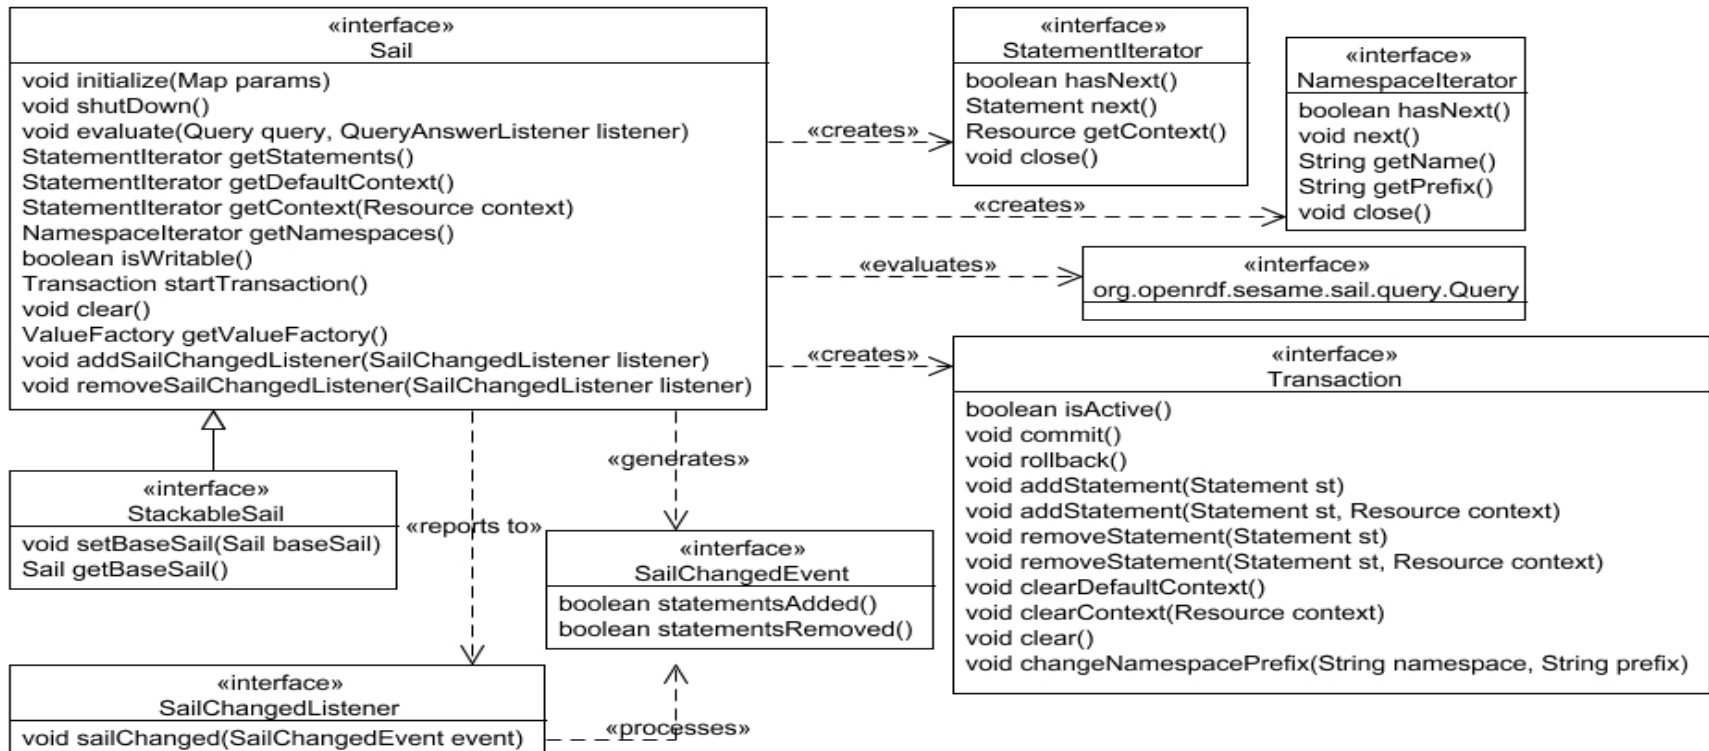 «interface»
Sail
void initialize(Map params)
void shutDown()
void evaluate(Query query, QueryAnswerListener listener)
StatementIterator getStatements()
StatementIterator getDefaultContext()
StatementIterator getContext(Resource context)
NamespaceIterator getNamespaces()
boolean isWritable()
Transaction startTransaction()
void clear()
ValueFactory getValueFactory()
void addSailChangedListener(SailChangedListener listener)
void removeSailChangedListener(SailChangedListener listener)
«creates»
«interface»
StatementIterator
boolean hasNext()
Statement next()
Resource getContext()
void close()
«creates»
«interface»
NamespaceIterator
boolean hasNext()
void next()
String getName()
String getPrefix()
void close()
«evaluates»
«interface»
org.openrdf.sesame.sail.query.Query
«creates»
«interface»
Transaction
boolean isActive()
void commit()
void rollback()
void addStatement(Statement st)
void addStatement(Statement st, Resource context)
void removeStatement(Statement st)
void removeStatement(Statement st, Resource context)
void clearDefaultContext()
void clearContext(Resource context)
void clear()
void changeNamespacePrefix(String namespace, String prefix)
«interface»
StackableSail
void setBaseSail(Sail baseSail)
Sail getBaseSail()
«reports to»
«generates»
«interface»
SailChangedEvent
boolean statementsAdded()
boolean statementsRemoved()
«interface»
SailChangedListener
void sailChanged(SailChangedEvent event)
«processes»